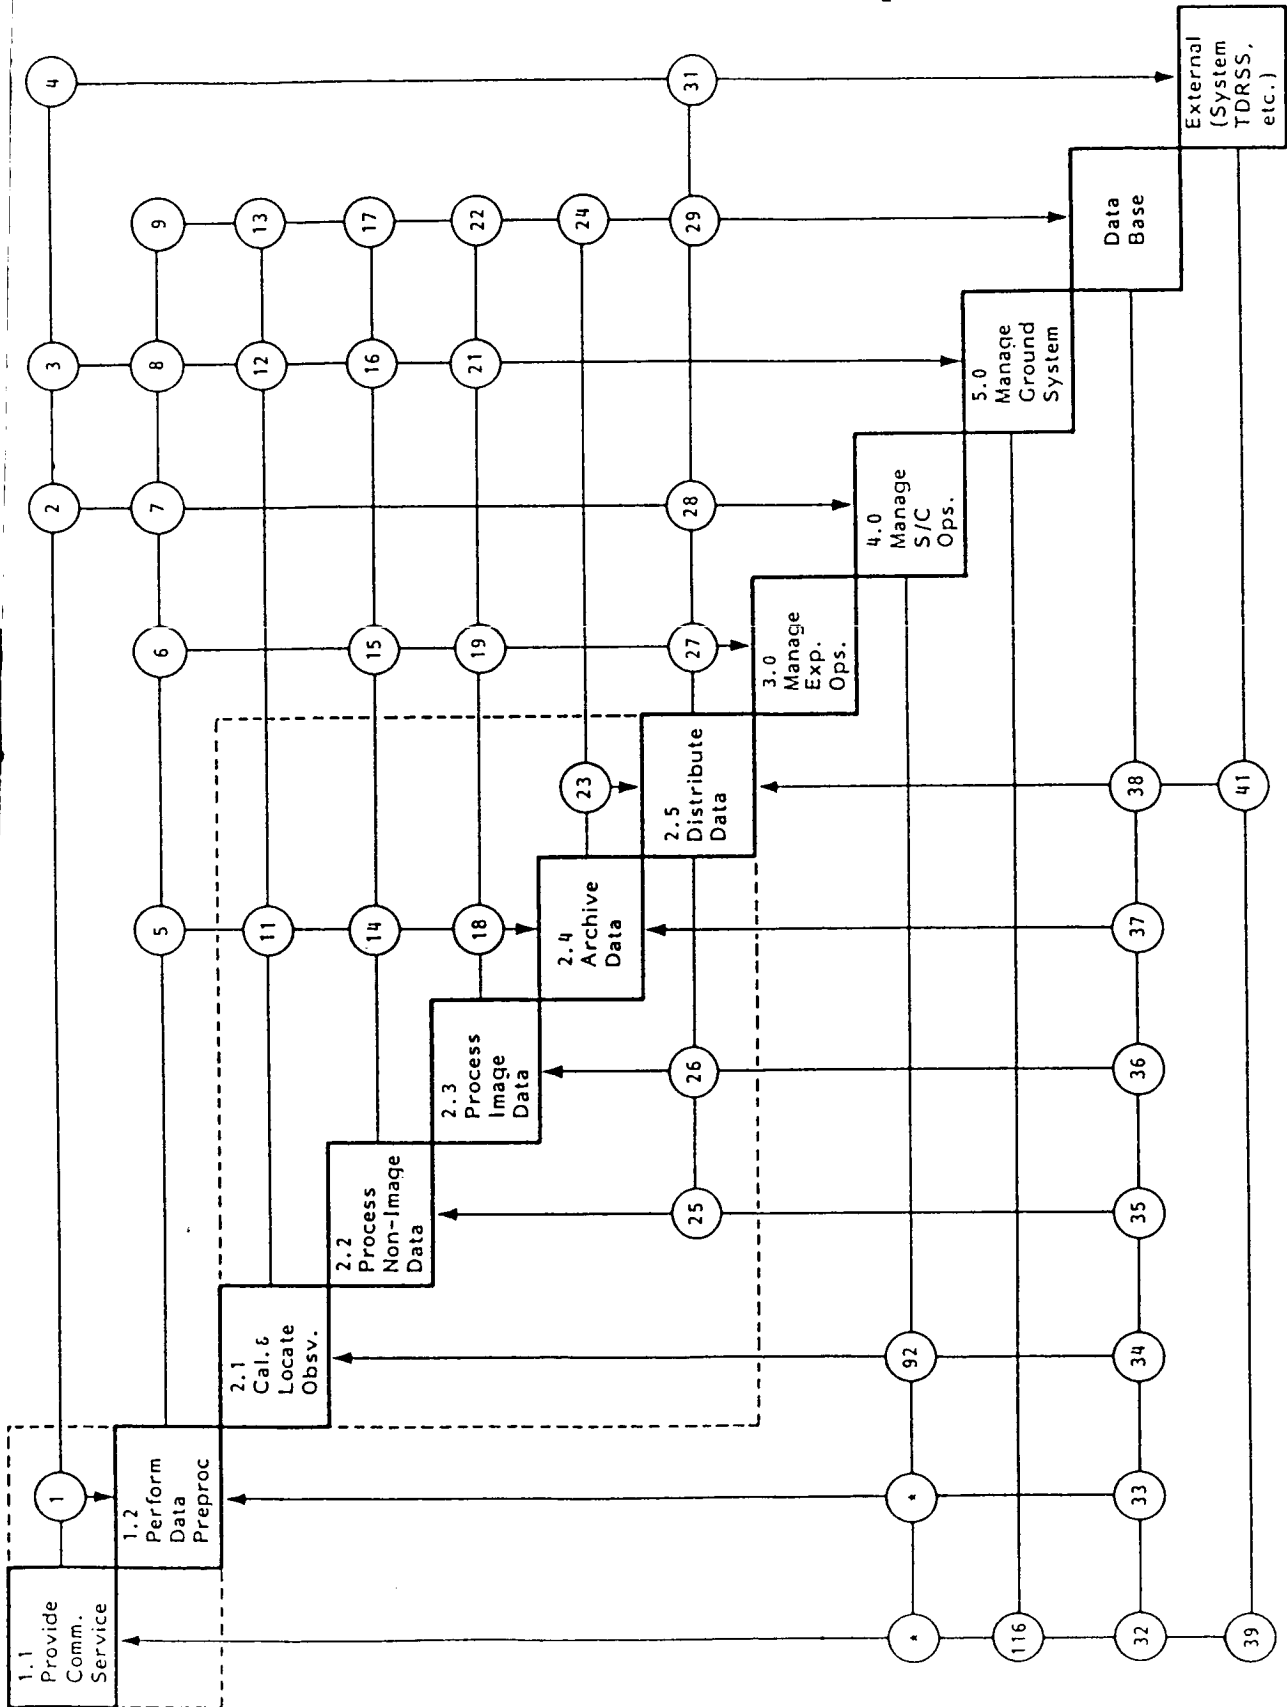 1.1
Provide
Comm.
Service
1
2
3
4
1.2
Perform
Data
Preproc
5
6
7
8
9
2.1
Cal. &
Locate
Obsv.
11
12
13
2.2
Process
Non-Image
Data
14
15
16
17
2.3
Process
Image
Data
18
19
21
22
2.4
Archive
Data
23
24
25
26
2.5
Distribute
Data
27
28
29
31
3.0
Manage
Exp.
Ops.
*
*
92
4.0
Manage
S/C
Ops.
116
5.0
Manage
Ground
System
32
33
34
35
36
37
38
Data
Base
39
41
External
(System
TDRSS,
etc.)